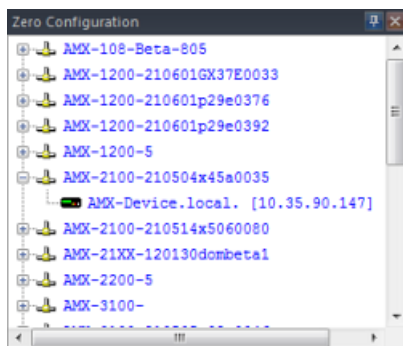 Zero Configuration
AMX-108-Beta-805
AMX-1200-210601GX37E0033
AMX-1200-210601p29e0376
AMX-1200-210601p29e0392
AMX-1200-5
AMX-2100-210504x45a0035
AMX-Device.local. [10.35.90.147]
AMX-2100-210514x5060080
AMX-21XX-120130dombeta1
AMX-2200-5
AMX-3100-